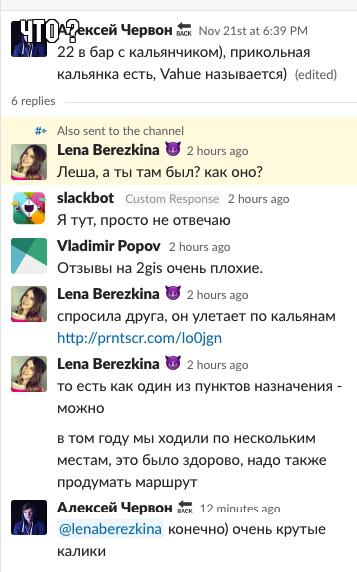 ЧТО ?
Алексей Червон BACK Nov 21st at 6:39 PM
22 в бар с кальянчиком), прикольная
кальянка есть, Vahue называется) (edited)
6 replies
Also sent to the channel
Lena Berezkina 2 hours ago
Леша, а ты там был? как оно?
slackbot Custom Response 2 hours ago
Я тут, просто не отвечаю
Vladimir Popov 2 hours ago
Отзывы на 2gis очень плохие.
Lena Berezkina 2 hours ago
спросила друга, он улетает по кальянам
http://prntscr.com/lo0jgn
Lena Berezkina 2 hours ago
то есть как один из пунктов назначения -
можно
в том году мы ходили по нескольким
местам, это было здорово, надо также
продумать маршрут
Алексей Червон BACK 12 minutes ago
@lenaberezkina конечно) очень крутые
калики